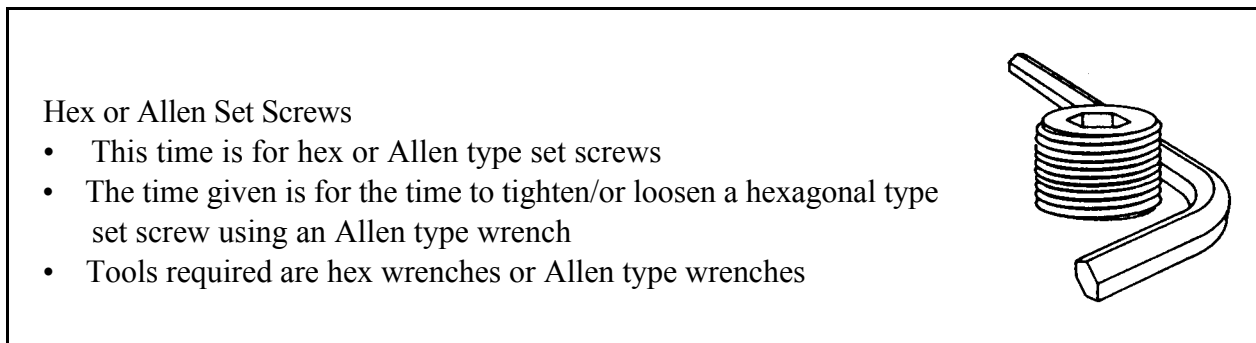 Hex or Allen Set Screws
• This time is for hex or Allen type set screws
• The time given is for the time to tighten/or loosen a hexagonal type
set screw using an Allen type wrench
• Tools required are hex wrenches or Allen type wrenches